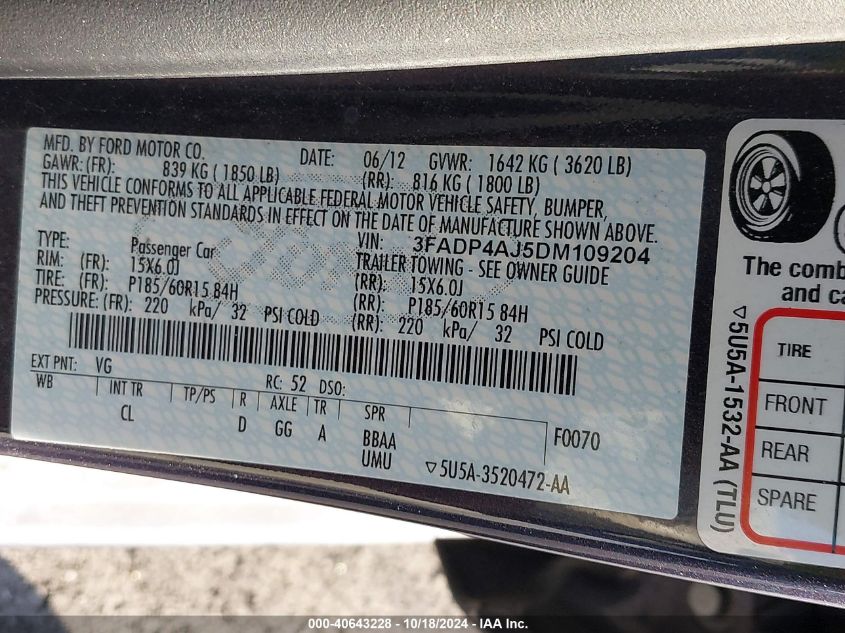 MFD. BY FORD MOTOR CO. DATE: 06/12 GVWR: 1642 KG ( 3620 LB)
GAWR: (FR): 839 KG ( 1850 LB) (RR): 816 KG ( 1800 LB)
THIS VEHICLE CONFORMS TO ALL APPLICABLE FEDERAL MOTOR VEHICLE SAFETY, BUMPER,
AND THEFT PREVENTION STANDARDS IN EFFECT ON THE DATE OF MANUFACTURE SHOWN ABOVE.
VIN: 3FADP4AJ5DM109204
TYPE: Passenger Car TRAILER TOWING - SEE OWNER GUIDE
RIM: (FR): 15X6.0J (RR): 15X6.0J
TIRE: (FR): P185/60R15 84H (RR): P185/60R15 84H
PRESSURE: (FR): 220 kPa/ 32 PSI COLD (RR): 220 kPa/ 32 PSI COLD
EXT PNT: VG RC: 52 DSO:
WB INT TR TP/PS R AXLE TR SPR
CL D GG A BBAA F0070
UMU ▽5U5A-3520472-AA
The comb
and ca
▽5U5A-1532-AA (TLU)
TIRE
FRONT
REAR
SPARE
000-40643228 - 10/18/2024 - IAA Inc.